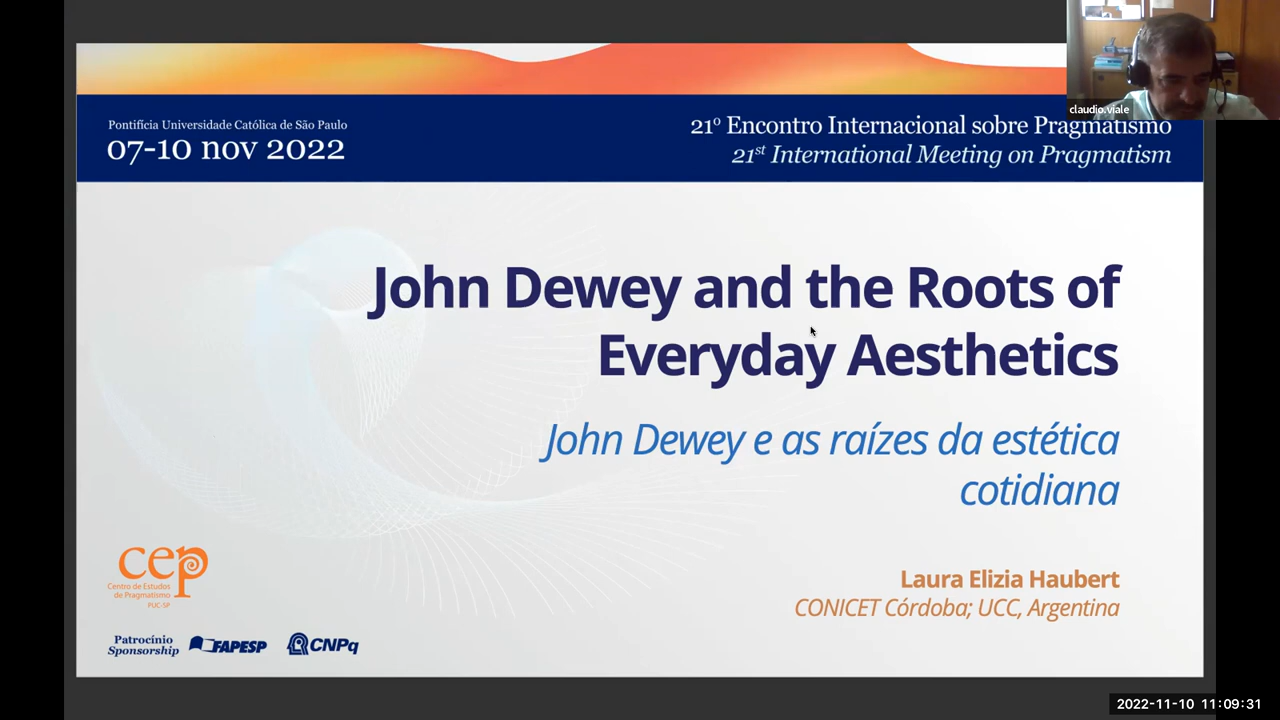 claudio.viale
Pontifícia Universidade Católica de São Paulo
07-10 nov 2022
21º Encontro Internacional sobre Pragmatismo
21st International Meeting on Pragmatism
John Dewey and the Roots of
Everyday Aesthetics
John Dewey e as raízes da estética
cotidiana
Laura Elizia Haubert
CONICET Córdoba; UCC, Argentina
cep
Centro de Estudos
de Pragmatismo
PUC-SP
Patrocínio
Sponsorship
FAPESP
CNPq
2022-11-10 11:09:31